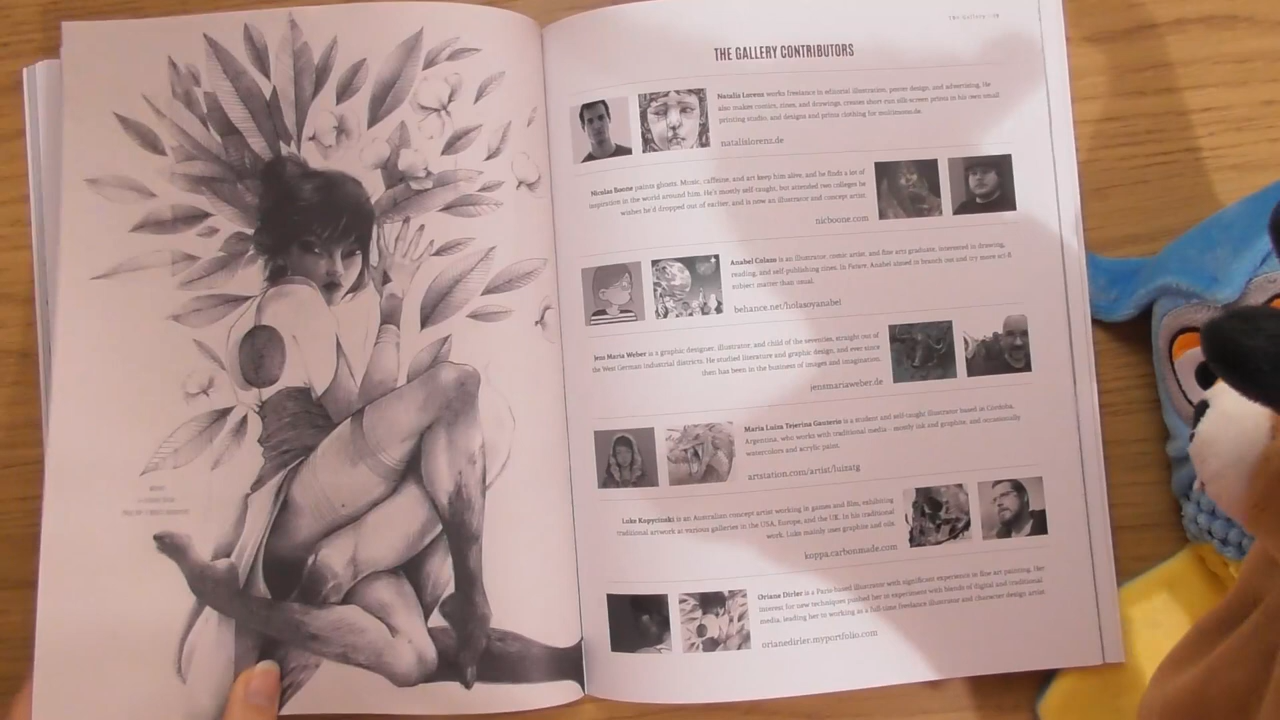 The Gallery
THE GALLERY CONTRIBUTORS
Natalis Lorenz works freelance in editorial illustration, poster design, and advertising. He
also makes comics, zines, and drawings, creates short run silk-screen prints in his own small
printing studio, and designs and prints clothing for
natalislorenz.de
Nicolas Boone paints ghosts. Music, caffeine, and art keep him alive, and he finds a lot of
inspiration in the world around him. He's mostly self-taught, but attended two colleges he
wishes he'd dropped out of earlier, and is now an illustrator and concept artist.
nicboone.com
Anabel Colazo is an illustrator, comic artist, and fine arts graduate, interested in drawing,
reading, and self-publishing zines. In Future, Anabel aimed to branch out and try more sci-fi
subject matter than usual.
behance.net/holasoyanabel
Jens Maria Weber is a graphic designer, illustrator, and child of the seventies, straight out of
the West German industrial districts. He studied literature and graphic design, and ever since
then has been in the business of images and imagination.
jensmariaweber.de
Maria Luiza Tejerina Gauterio is a student and self-taught illustrator based in Córdoba,
Argentina, who works with traditional media – mostly ink and graphite, and occasionally
watercolors and acrylic paint.
artstation.com/artist/luizatg
Luke Kapycinski is an Australian concept artist working in games and film, exhibiting
traditional artwork at various galleries in the USA, Europe, and the UK. In his traditional
work, Luke mainly uses graphite and oils.
koppa.carbonmade.com
Oriane Dirler is a Paris-based illustrator with significant experience in fine art painting. Her
interest for new techniques pushed her to experiment with blends of digital and traditional
media, leading her to working as a full-time freelance illustrator and character design artist.
orianedirler.myportfolio.com